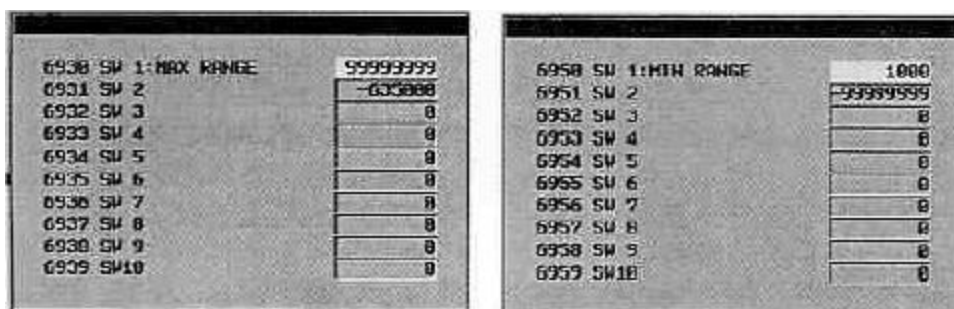 6930 SW 1:MAX RANGE 99999999
6931 SW 2 -635000
6932 SW 3 0
6933 SW 4 0
6934 SW 5 0
6935 SW 6 0
6936 SW 7 0
6937 SW 8 0
6938 SW 9 0
6939 SW10 0
6950 SW 1:MIN RANGE 1000
6951 SW 2 -99999999
6952 SW 3 0
6953 SW 4 0
6954 SW 5 0
6955 SW 6 0
6956 SW 7 0
6957 SW 8 0
6958 SW 9 0
6959 SW10 0